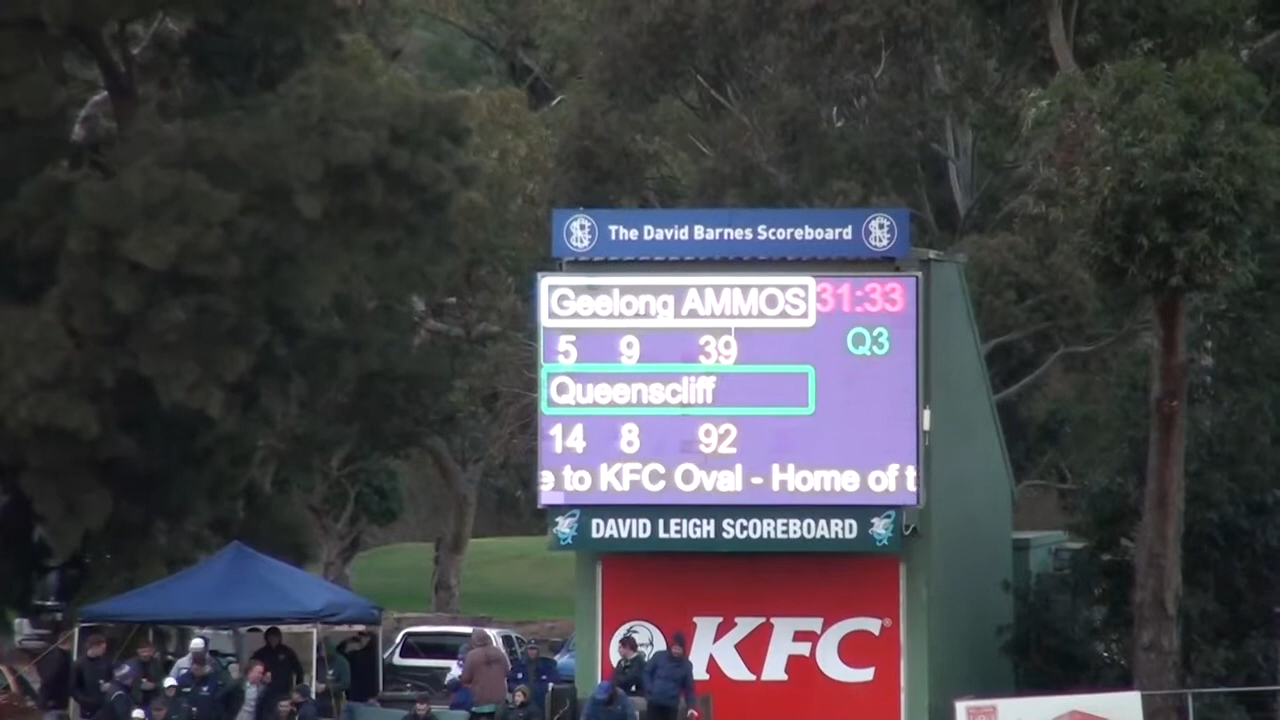 The David Barnes Scoreboard
Geelong AMMOS 31:33
5 9 39 Q3
Queenscliff
14 8 92
e to KFC Oval - Home of t
DAVID LEIGH SCOREBOARD
KFC®